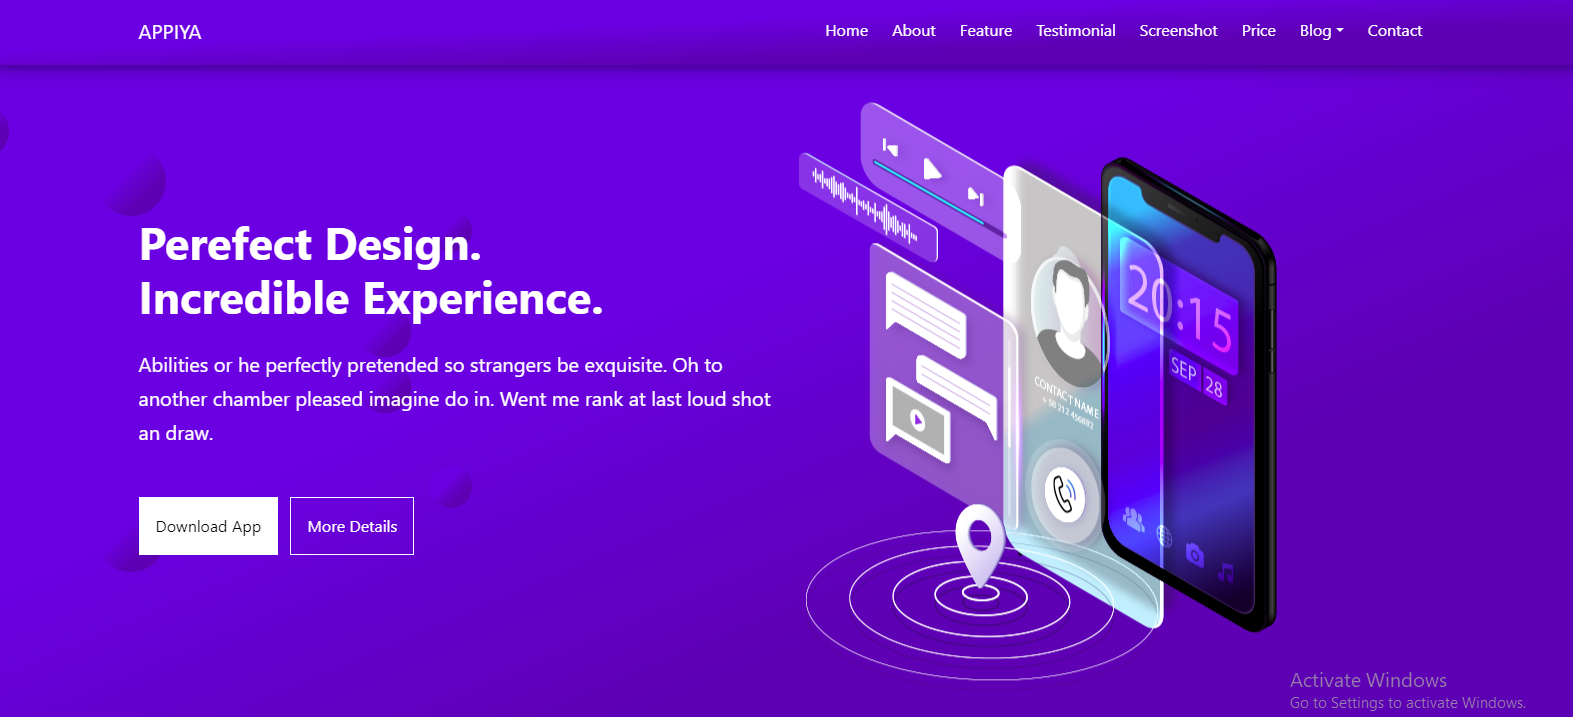 APPIYA
Home About Feature Testimonial Screenshot Price Blog Contact
Perefect Design.
Incredible Experience.
Abilities or he perfectly pretended so strangers be exquisite. Oh to
another chamber pleased imagine do in. Went me rank at last loud shot
an draw.
Download App More Details
20:15
SEP 28
CONTACT NAME
+ 58 212 456882
Activate Windows
Go to Settings to activate Windows.